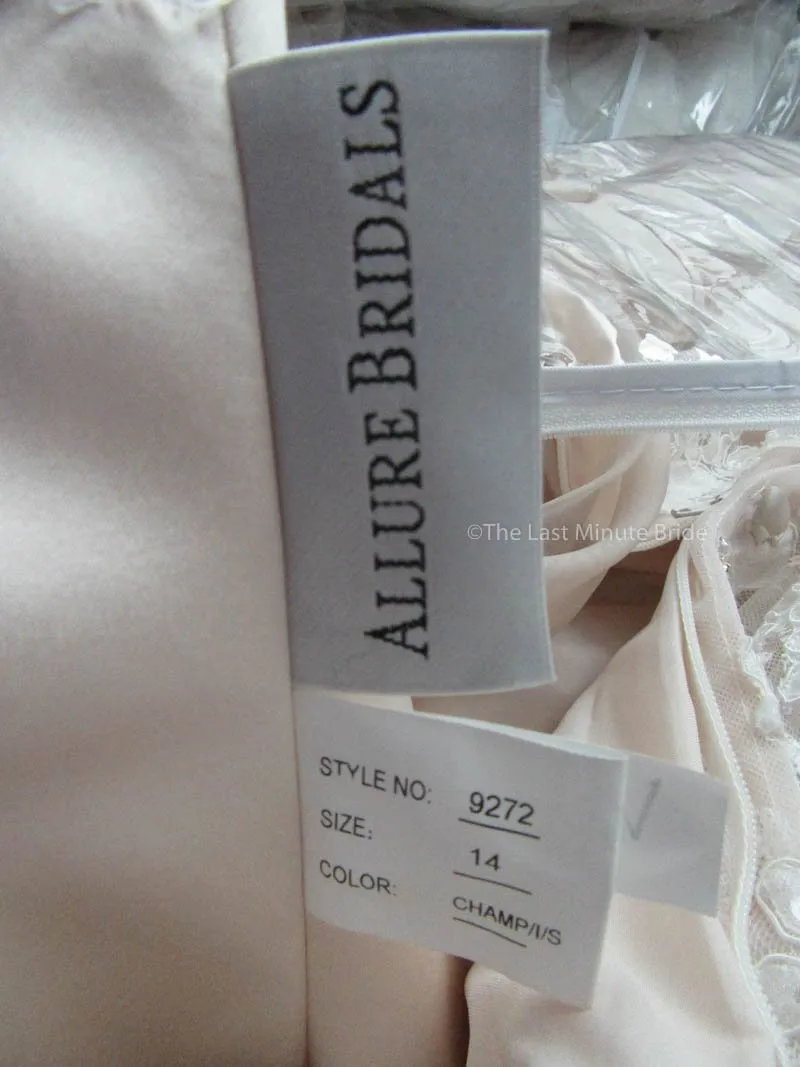 ALLURE BRIDALS
©The Last Minute Bride
STYLE NO: 9272
SIZE: 14
COLOR: CHAMP/I/S